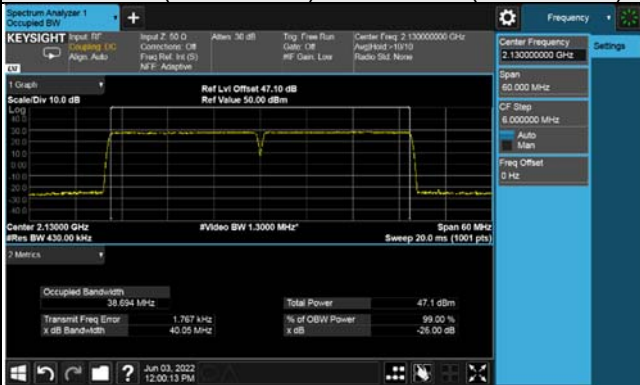 Spectrum Analyzer 1
Occupied BW
Frequency
KEYSIGHT
Input: RF
Coupling: DC
Align: Auto
Input Z: 50 Ω
Corrections: Off
Freq Ref: Int (S)
NFE: Adaptive
Atten: 36 dB
Trig: Free Run
Gate: Off
#IF Gain: Low
Center Freq: 2.130000000 GHz
Avg|Hold:>10/10
Radio Std: None
Center Frequency
2.130000000 GHz
Settings
Span
60.000 MHz
CF Step
6.000000 MHz
Auto
Man
Freq Offset
0 Hz
1 Graph
Scale/Div 10.0 dB
Ref Lvl Offset 47.10 dB
Ref Value 50.00 dBm
Log
40.0
30.0
20.0
10.0
0.00
-10.0
-20.0
-30.0
-40.0
Center 2.13000 GHz
#Res BW 430.00 kHz
#Video BW 1.3000 MHz*
Span 60 MHz
Sweep 20.0 ms (1001 pts)
2 Metrics
Occupied Bandwidth
38.694 MHz
Total Power 47.1 dBm
Transmit Freq Error 1.767 kHz
% of OBW Power 99.00 %
x dB Bandwidth 40.05 MHz
x dB -26.00 dB
Jun 03, 2022
12:00:13 PM